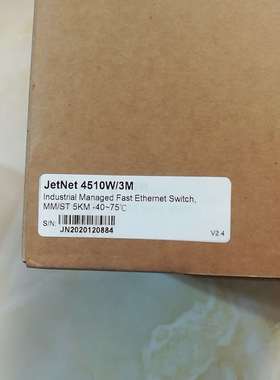 JetNet 4510W/3M
Industrial Managed Fast Ethernet Switch,
MM/ST 5KM -40~75℃
S/N:
JN2020120884
V2.4